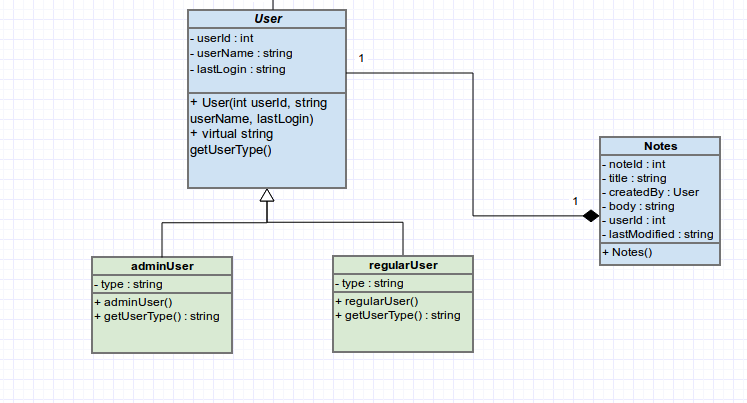 User
- userId : int
- userName : string
- lastLogin : string
+ User(int userId, string
userName, lastLogin)
+ virtual string
getUserType()
1
1
Notes
- noteId : int
- title : string
- createdBy : User
- body : string
- userId : int
- lastModified : string
+ Notes()
adminUser
- type : string
+ adminUser()
+ getUserType() : string
regularUser
- type : string
+ regularUser()
+ getUserType() : string